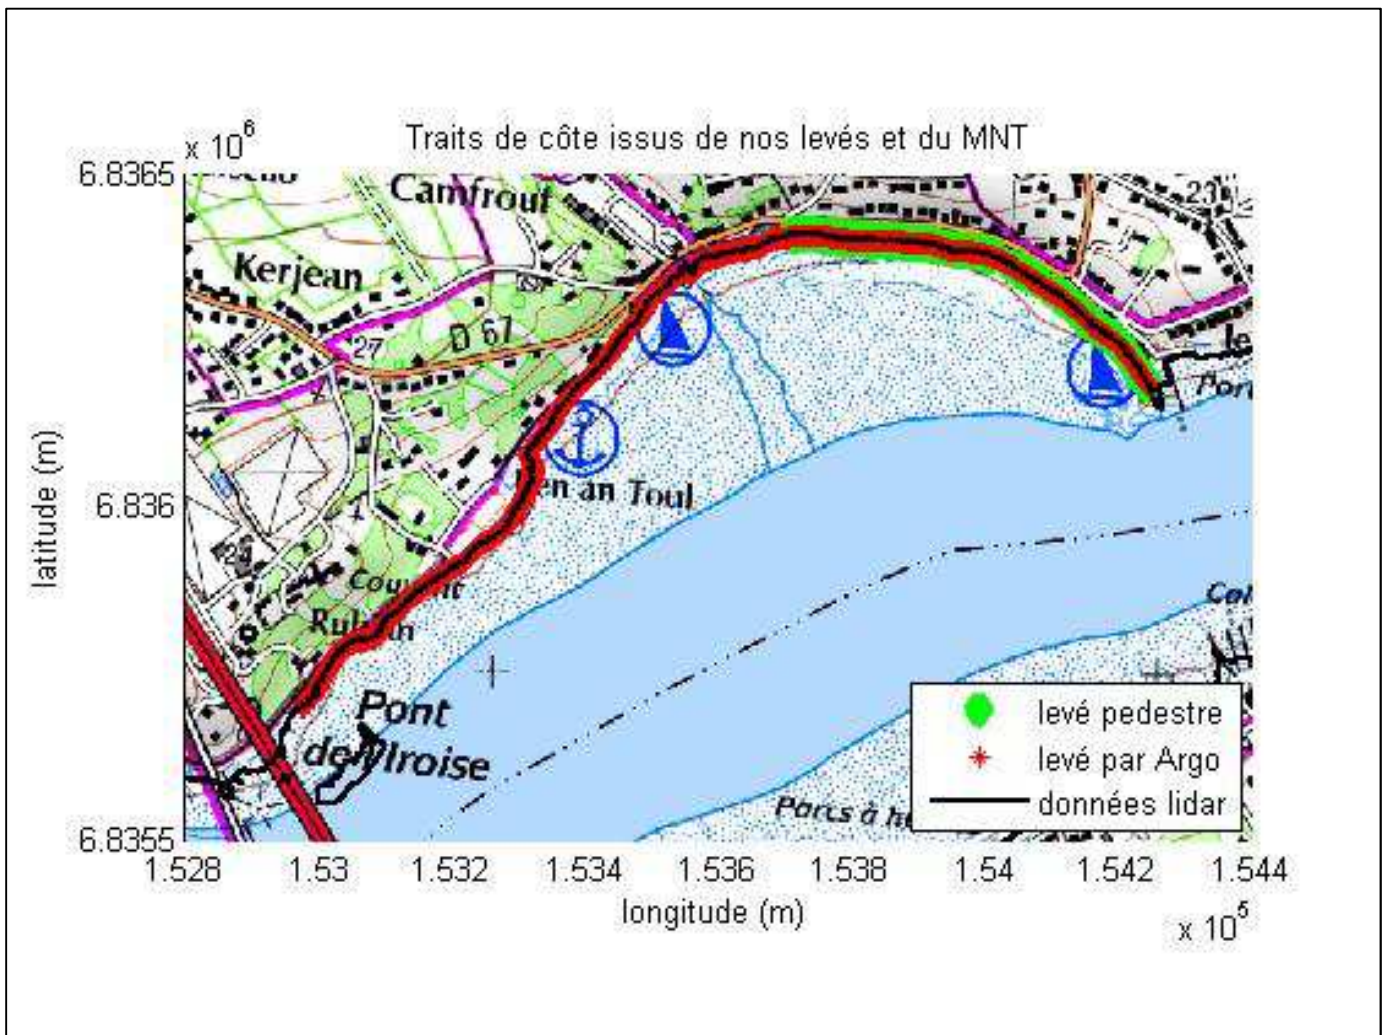 Traits de côte issus de nos levés et du MNT
x 10^6
6.8365
6.836
6.8355
latitude (m)
Camfrout
23
Kerjean
D 67
27
Pen an Toul
Pont
de l'Iroise
Parcs à
levé pedestre
levé par Argo
données lidar
1.528 1.53 1.532 1.534 1.536 1.538 1.54 1.542 1.544
longitude (m)
x 10^5